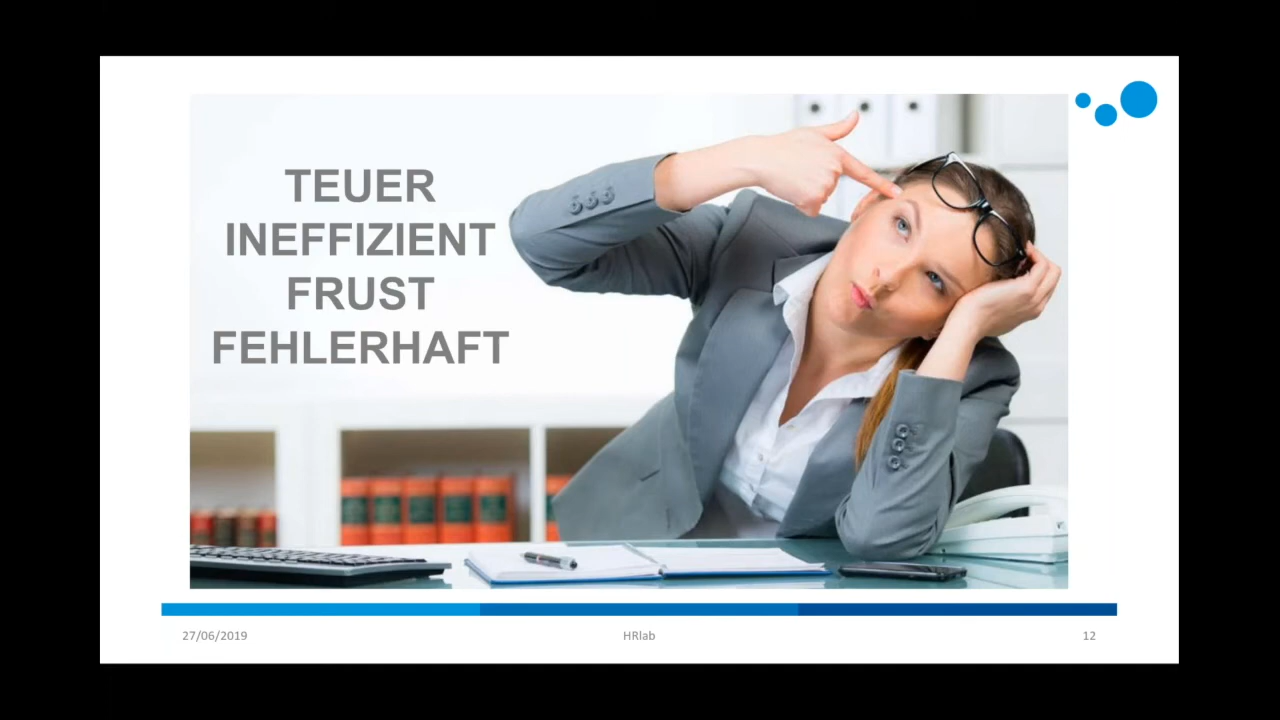 TEUER
INEFFIZIENT
FRUST
FEHLERHAFT
27/06/2019 HRlab 12